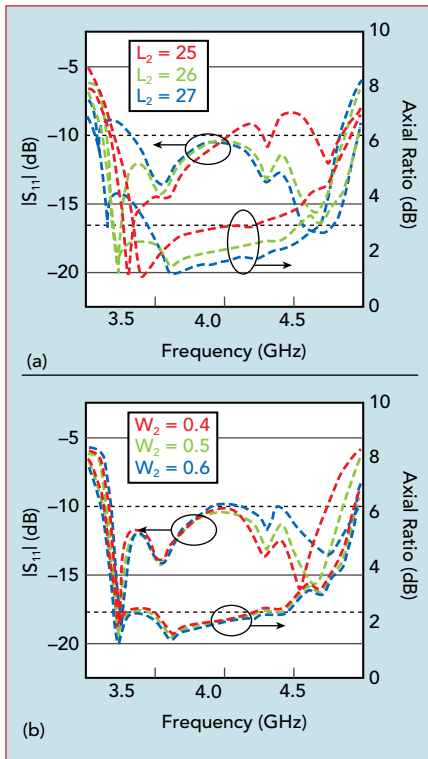 L₂ = 25
L₂ = 26
L₂ = 27
10
8
6
4
2
0
−5
−10
−15
−20
|S₁₁| (dB)
Axial Ratio (dB)
3.5 4.0 4.5
Frequency (GHz)
(a)
W₂ = 0.4
W₂ = 0.5
W₂ = 0.6
10
8
6
4
2
0
−5
−10
−15
−20
|S₁₁| (dB)
Axial Ratio (dB)
3.5 4.0 4.5
Frequency (GHz)
(b)